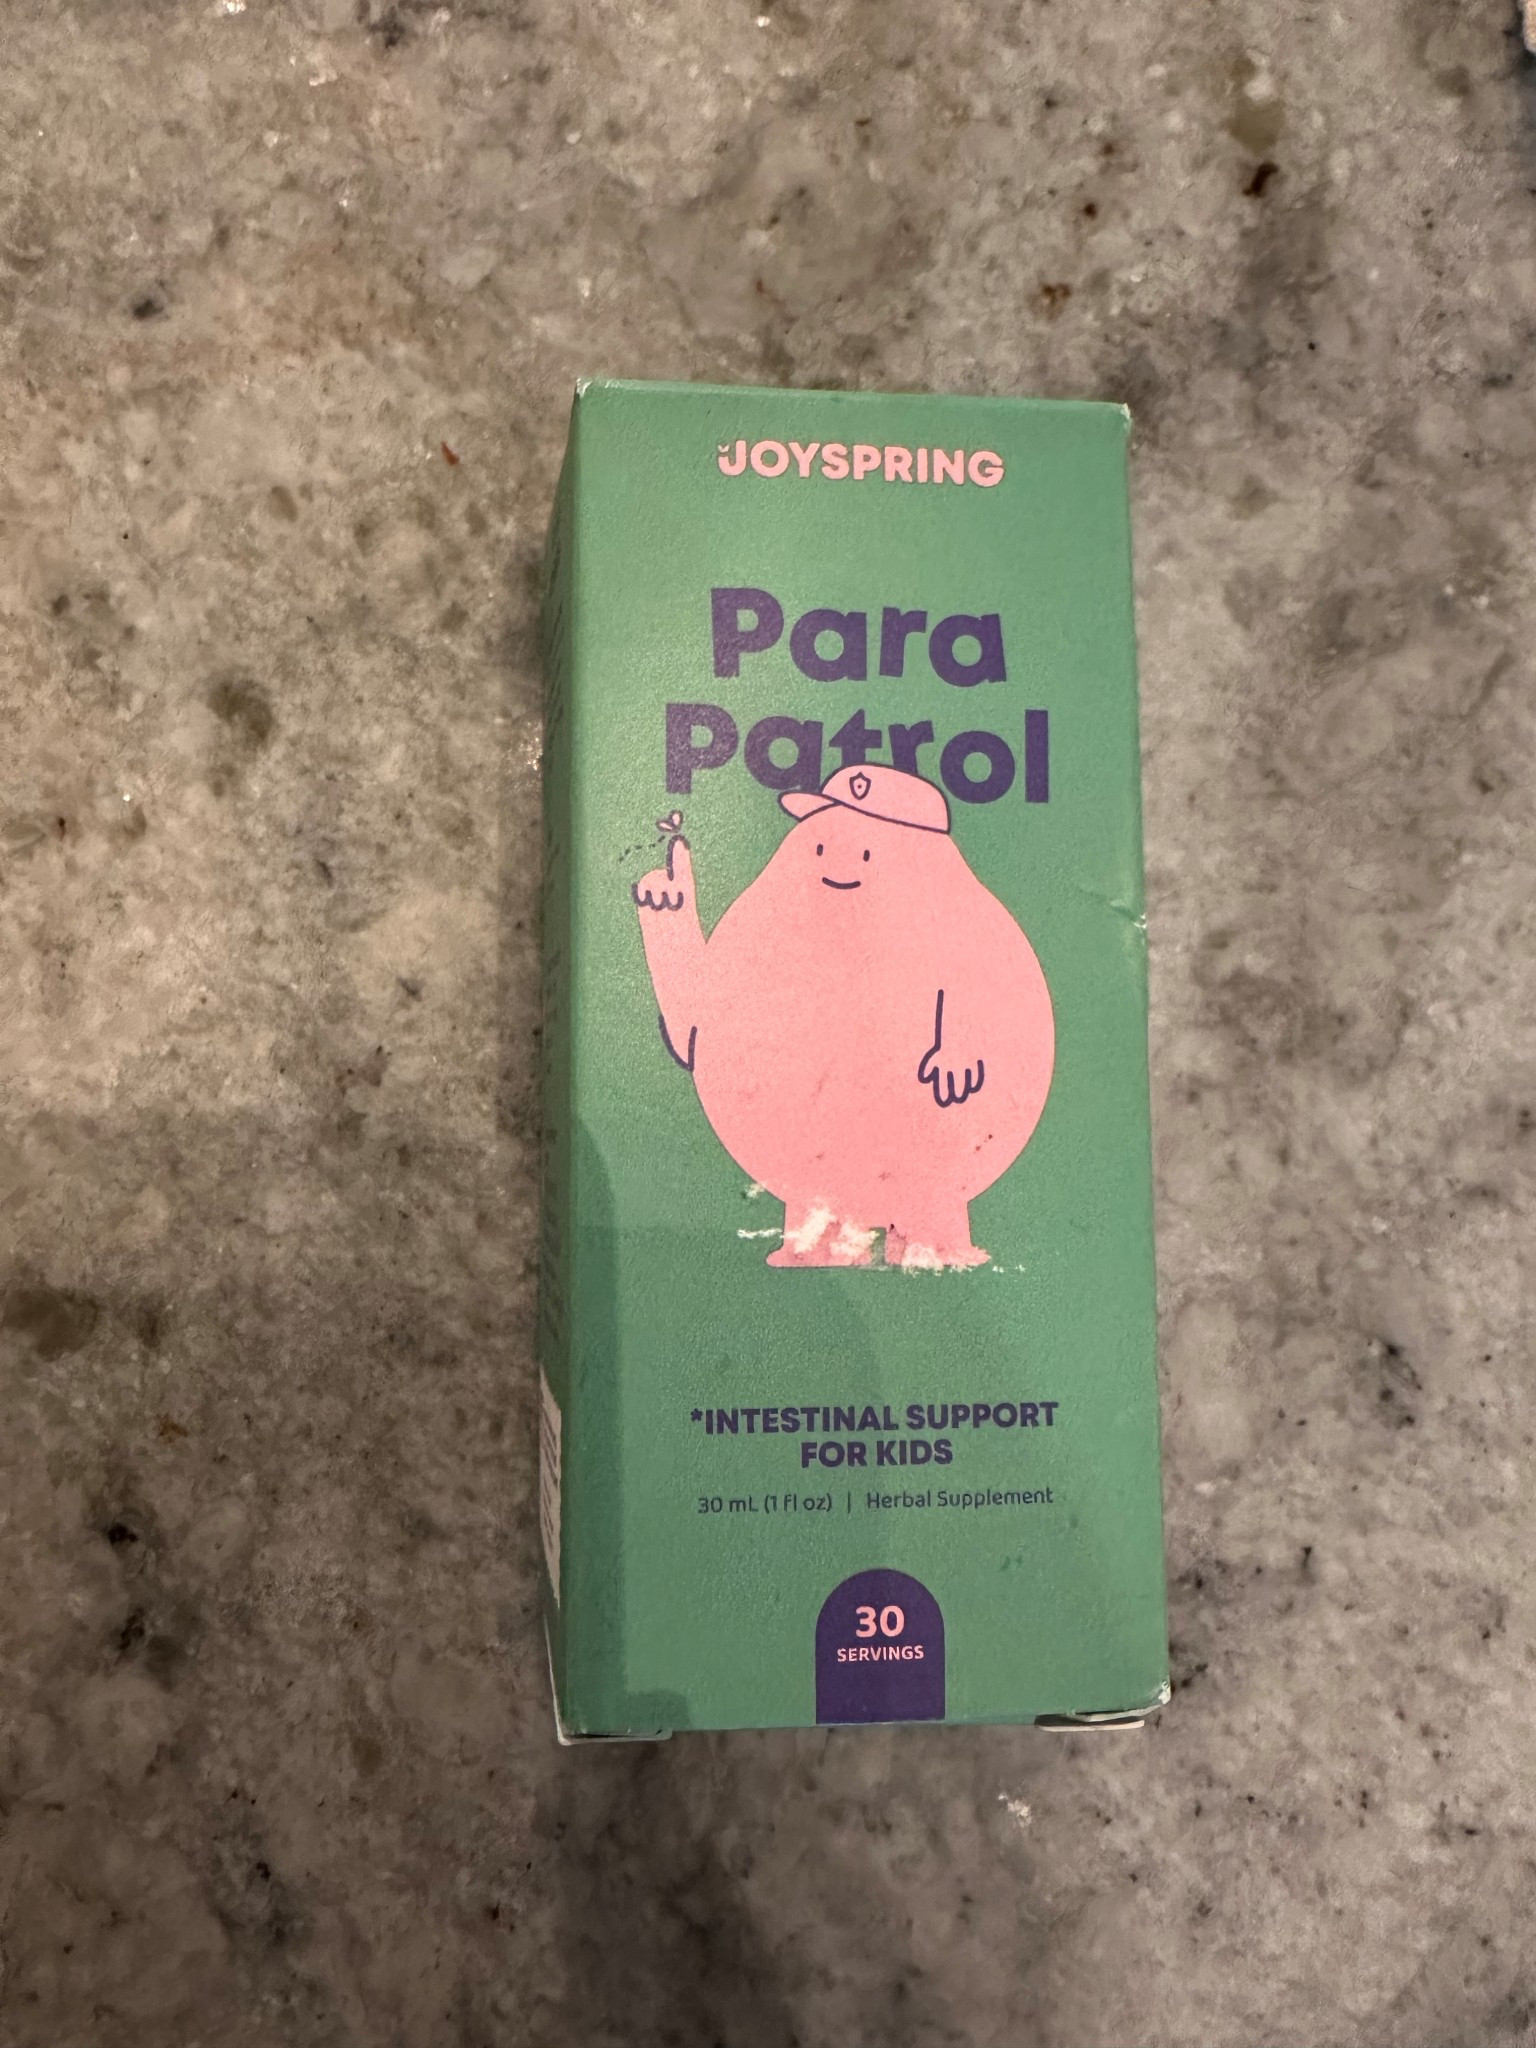 JOYSPRING
Para
Patrol
*INTESTINAL SUPPORT
FOR KIDS
30 mL (1 fl oz) | Herbal Supplement
30
SERVINGS